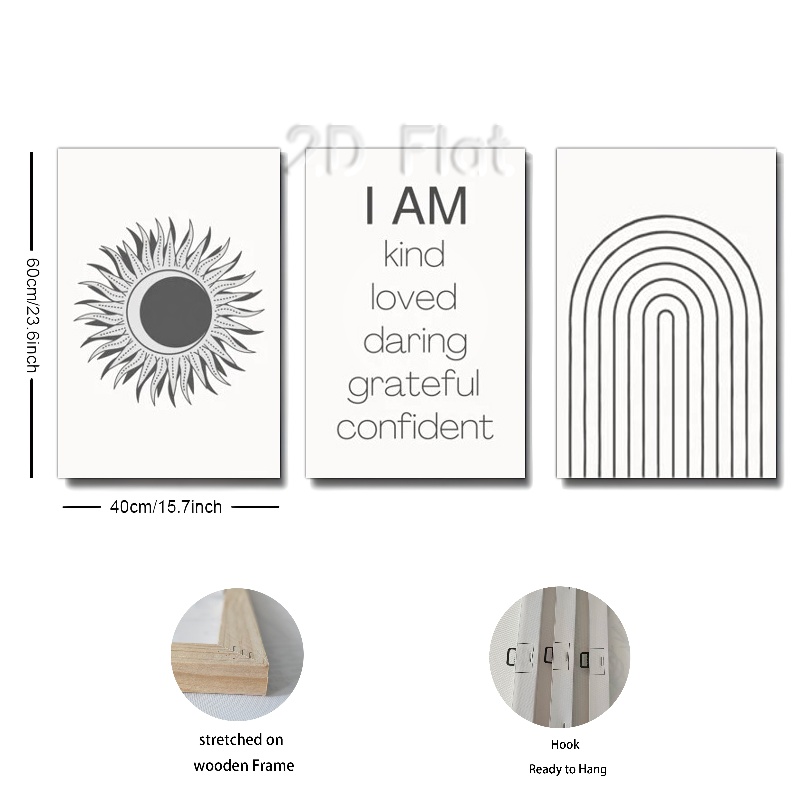 2D Flat
I AM
kind
loved
daring
grateful
confident
60cm/23.6inch
40cm/15.7inch
stretched on
wooden Frame
Hook
Ready to Hang